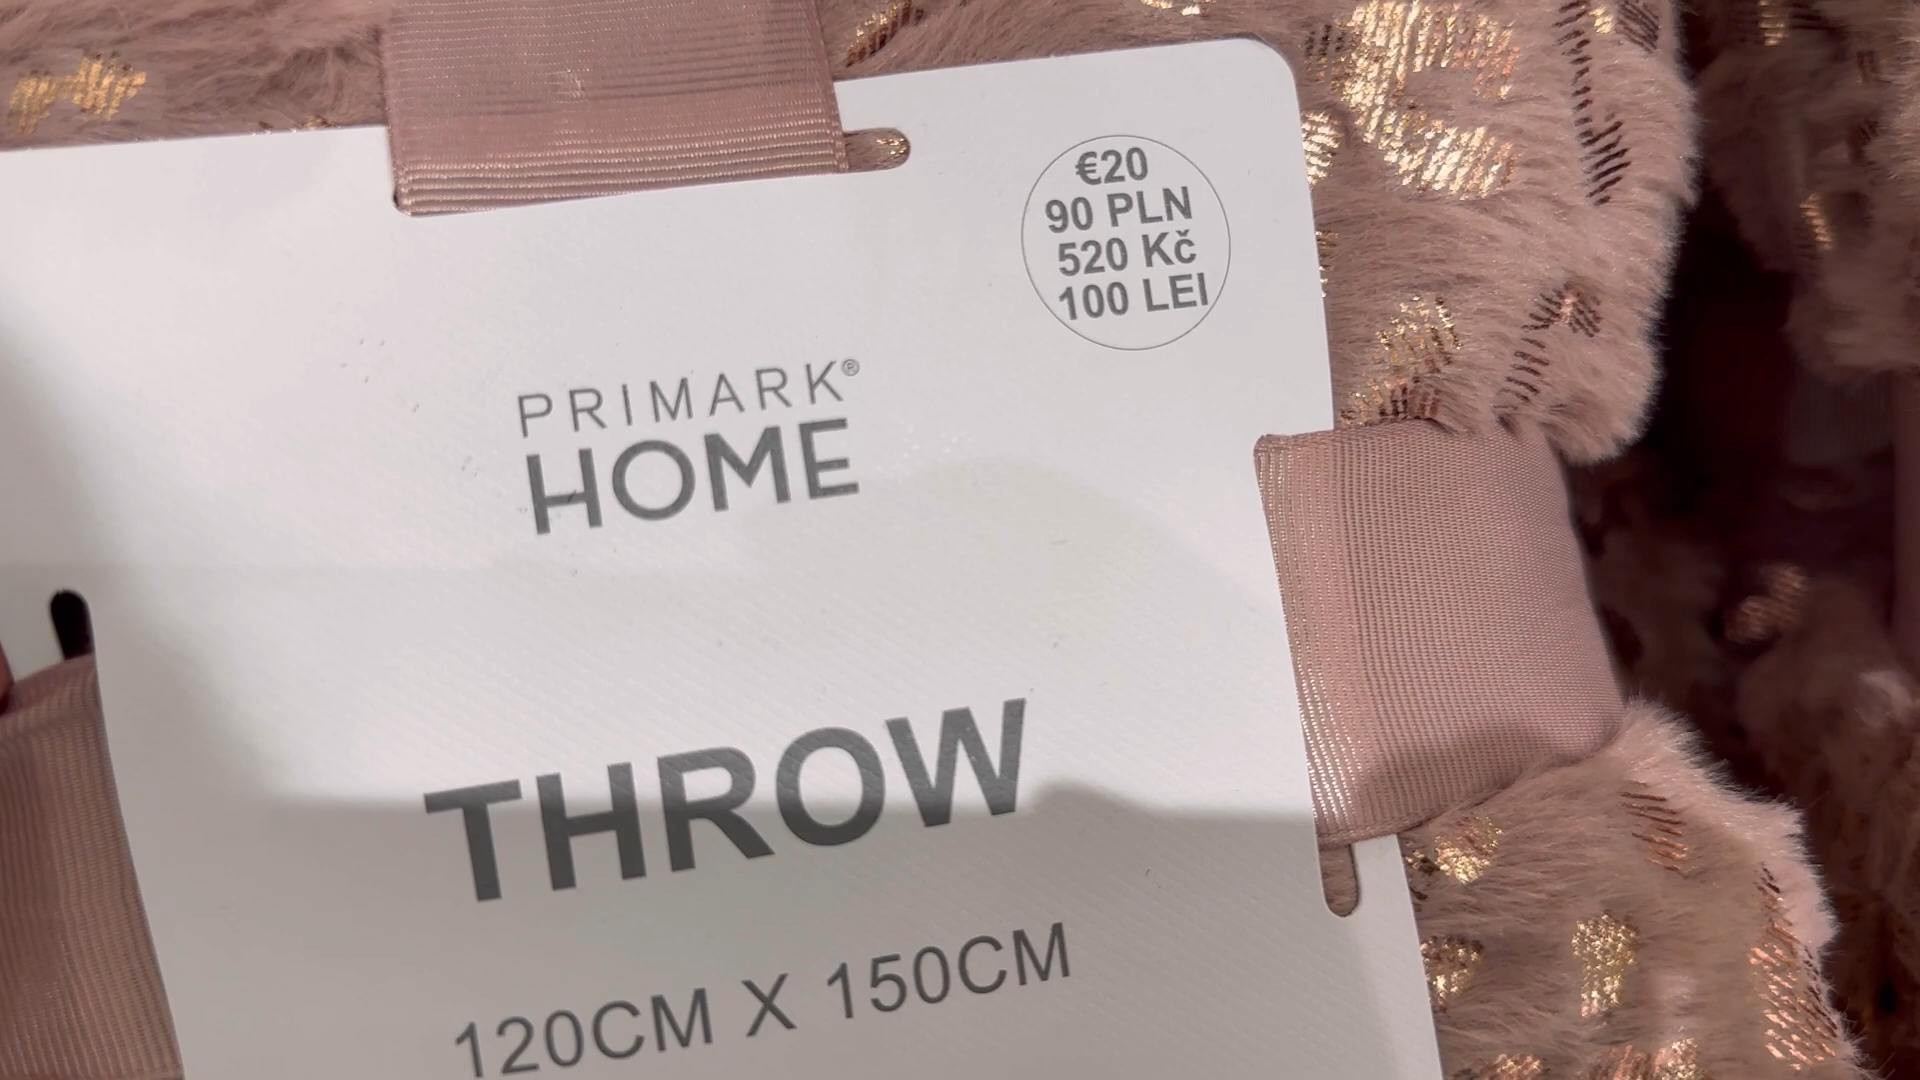 €20
90 PLN
520 Kč
100 LEI
PRIMARK®
HOME
THROW
120CM X 150CM